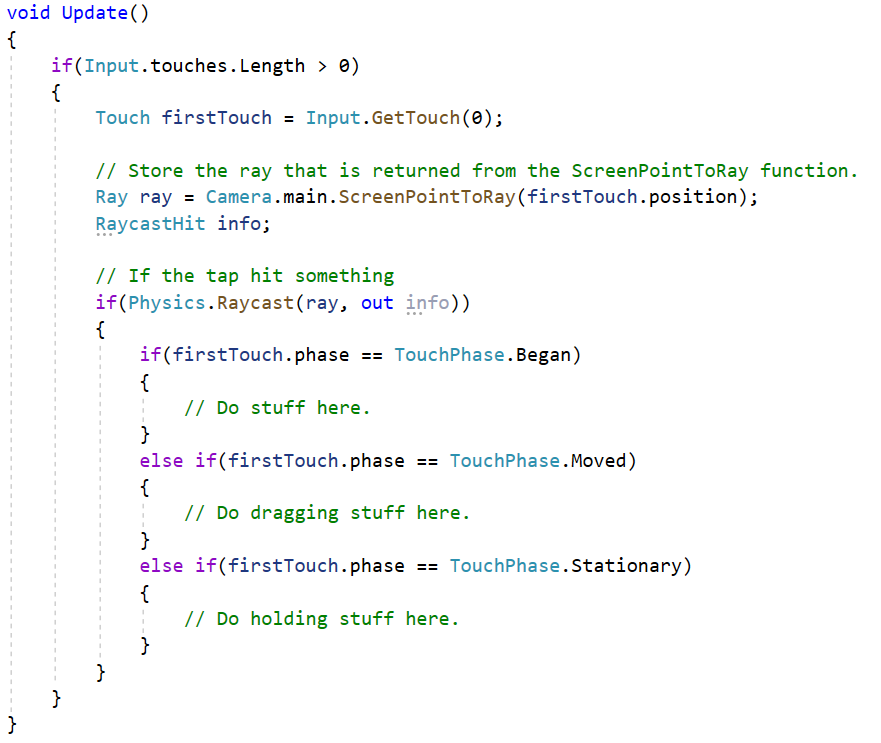 void Update()
{
    if(Input.touches.Length > 0)
    {
        Touch firstTouch = Input.GetTouch(0);

        // Store the ray that is returned from the ScreenPointToRay function.
        Ray ray = Camera.main.ScreenPointToRay(firstTouch.position);
        RaycastHit info;

        // If the tap hit something
        if(Physics.Raycast(ray, out info))
        {
            if(firstTouch.phase == TouchPhase.Began)
            {
                // Do stuff here.
            }
            else if(firstTouch.phase == TouchPhase.Moved)
            {
                // Do dragging stuff here.
            }
            else if(firstTouch.phase == TouchPhase.Stationary)
            {
                // Do holding stuff here.
            }
        }
    }
}